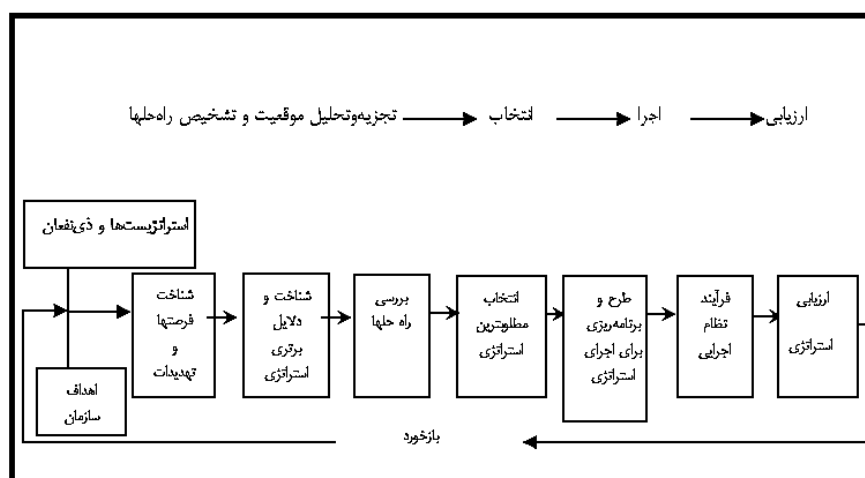 تجزیه‌وتحلیل موقعیت و تشخیص راه‌حلها
انتخاب
اجرا
ارزیابی
استراتژیست‌ها و ذی‌نفعان
اهداف
سازمان
شناخت
فرصتها
و
تهدیدات
شناخت و
دلایل
برتری
استراتژی
بررسی
راه حلها
انتخاب
مطلوبترین
استراتژی
طرح و
برنامه‌ریزی
برای اجرای
استراتژی
فرآیند
نظام
اجرایی
ارزیابی
استراتژی
بازخورد